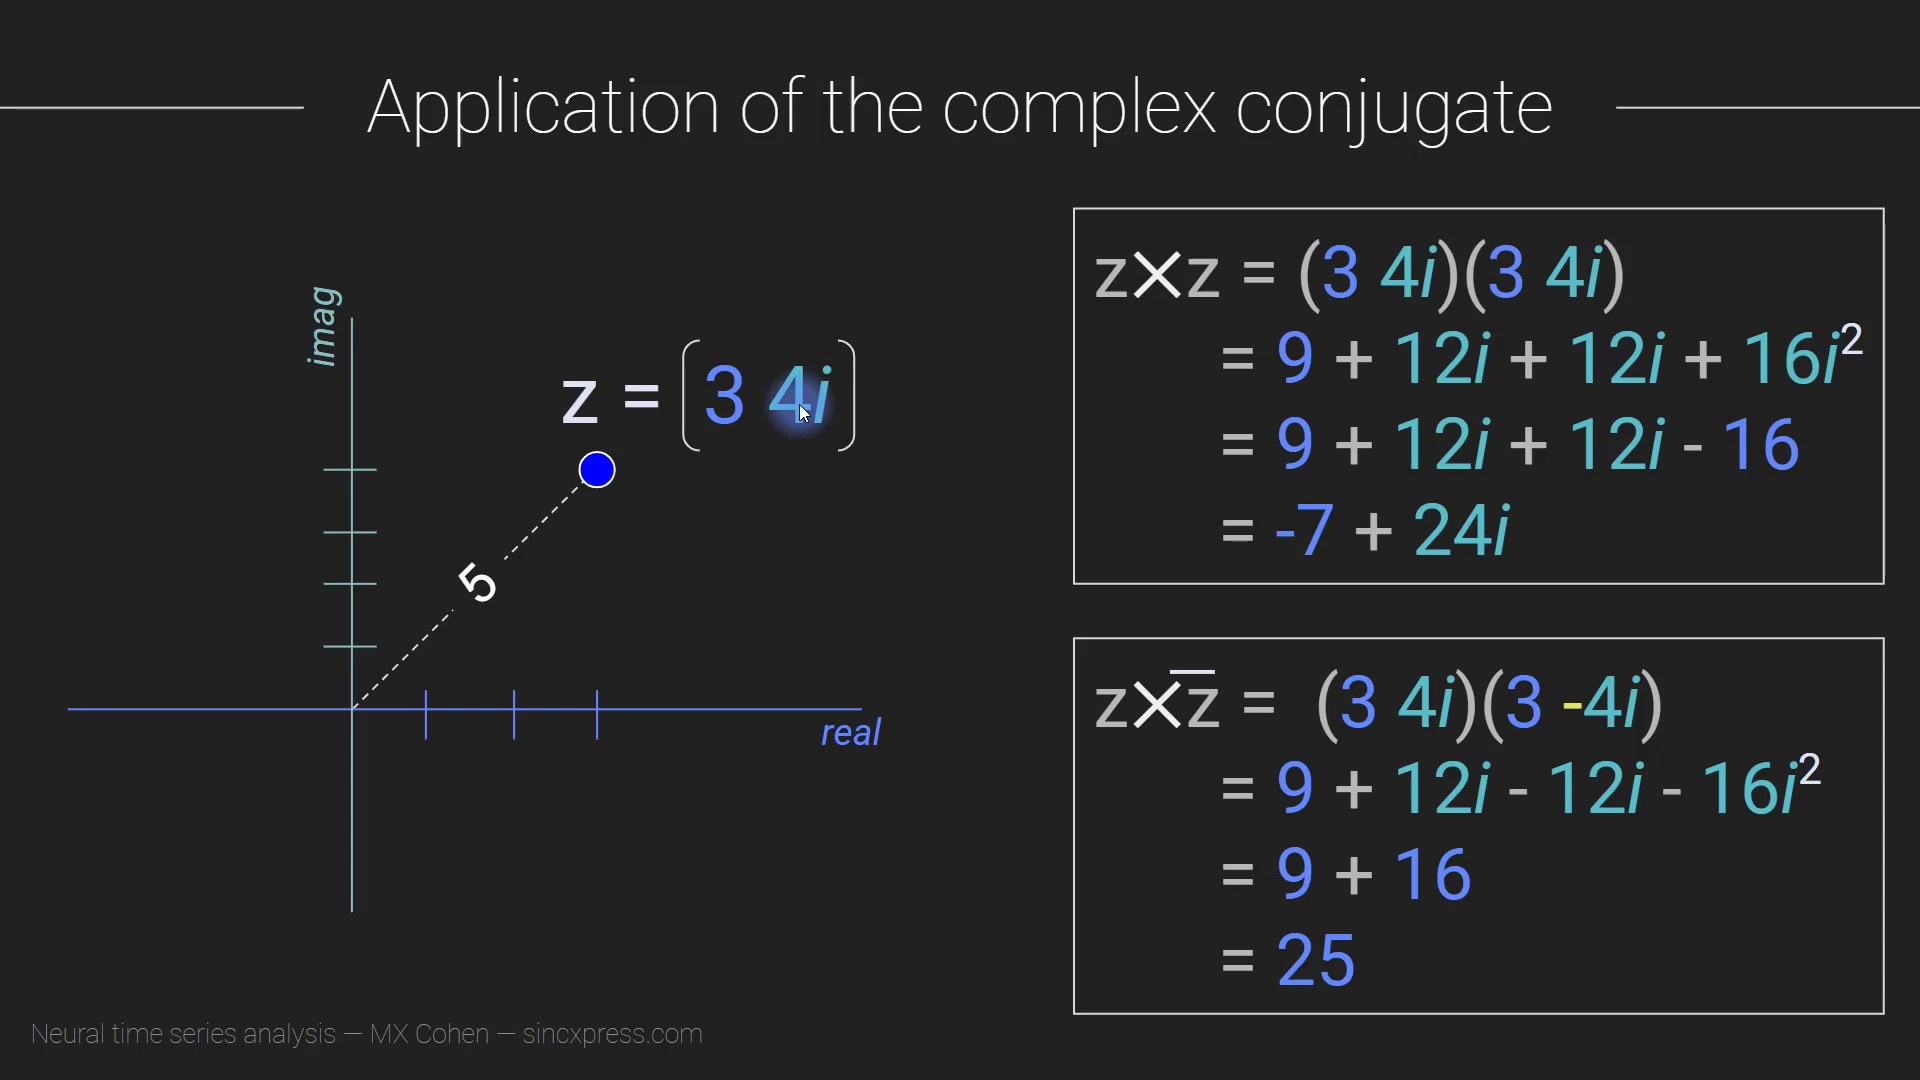 Application of the complex conjugate
imag
z = [3 4i]
5
real
z×z = (3 4i)(3 4i)
= 9 + 12i + 12i + 16i²
= 9 + 12i + 12i - 16
= -7 + 24i
z×z̅ = (3 4i)(3 -4i)
= 9 + 12i - 12i - 16i²
= 9 + 16
= 25
Neural time series analysis — MX Cohen — sincxpress.com